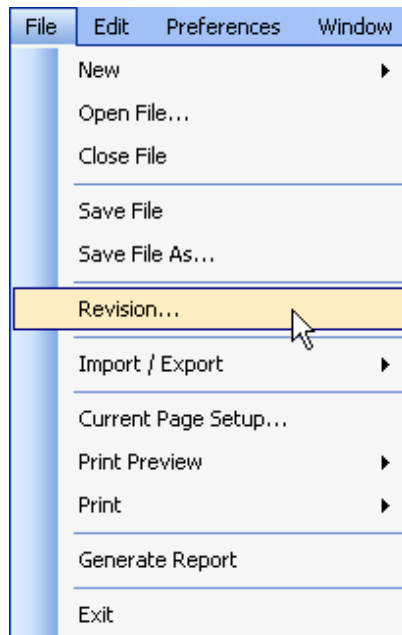 File Edit Preferences Window
New
Open File...
Close File
Save File
Save File As...
Revision...
Import / Export
Current Page Setup...
Print Preview
Print
Generate Report
Exit